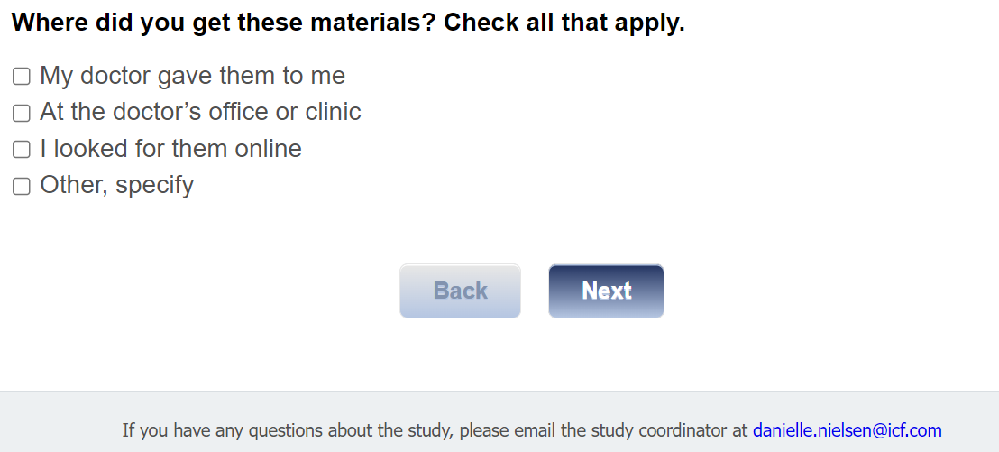 Where did you get these materials? Check all that apply.
My doctor gave them to me
At the doctor’s office or clinic
I looked for them online
Other, specify
Back
Next
If you have any questions about the study, please email the study coordinator at danielle.nielsen@icf.com